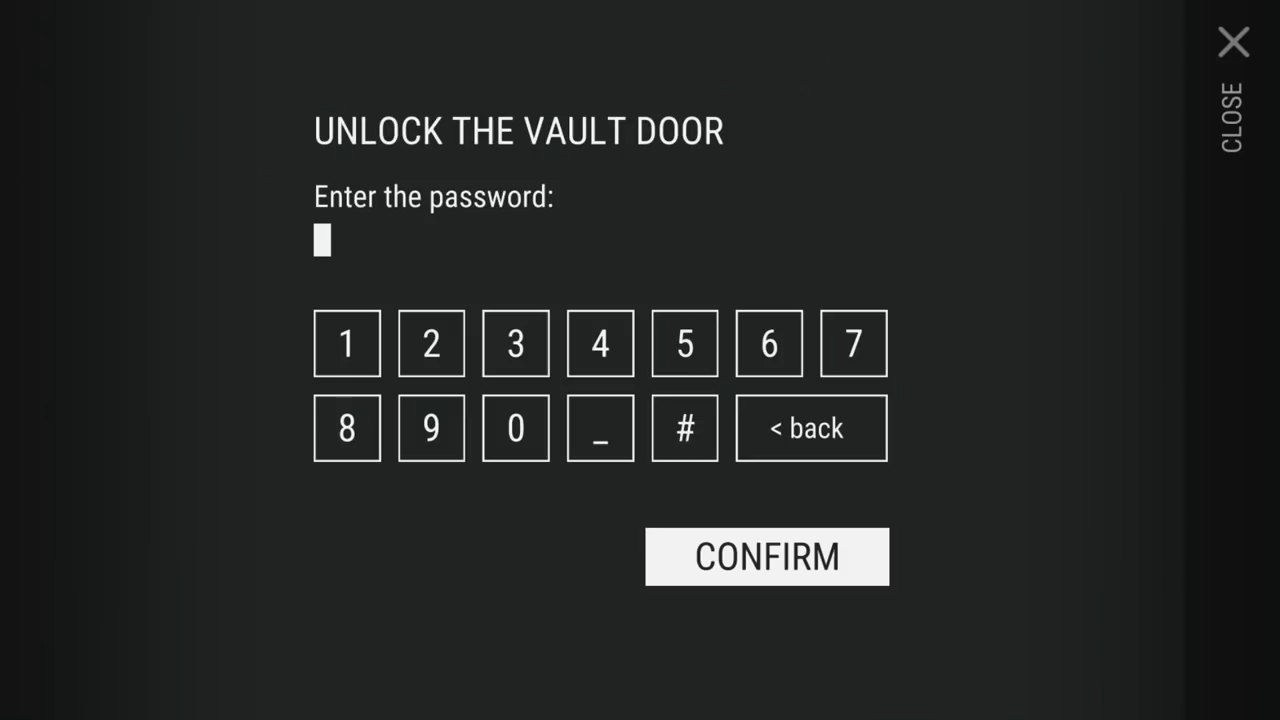 CLOSE
UNLOCK THE VAULT DOOR
Enter the password:
1 2 3 4 5 6 7
8 9 0 _ # < back
CONFIRM